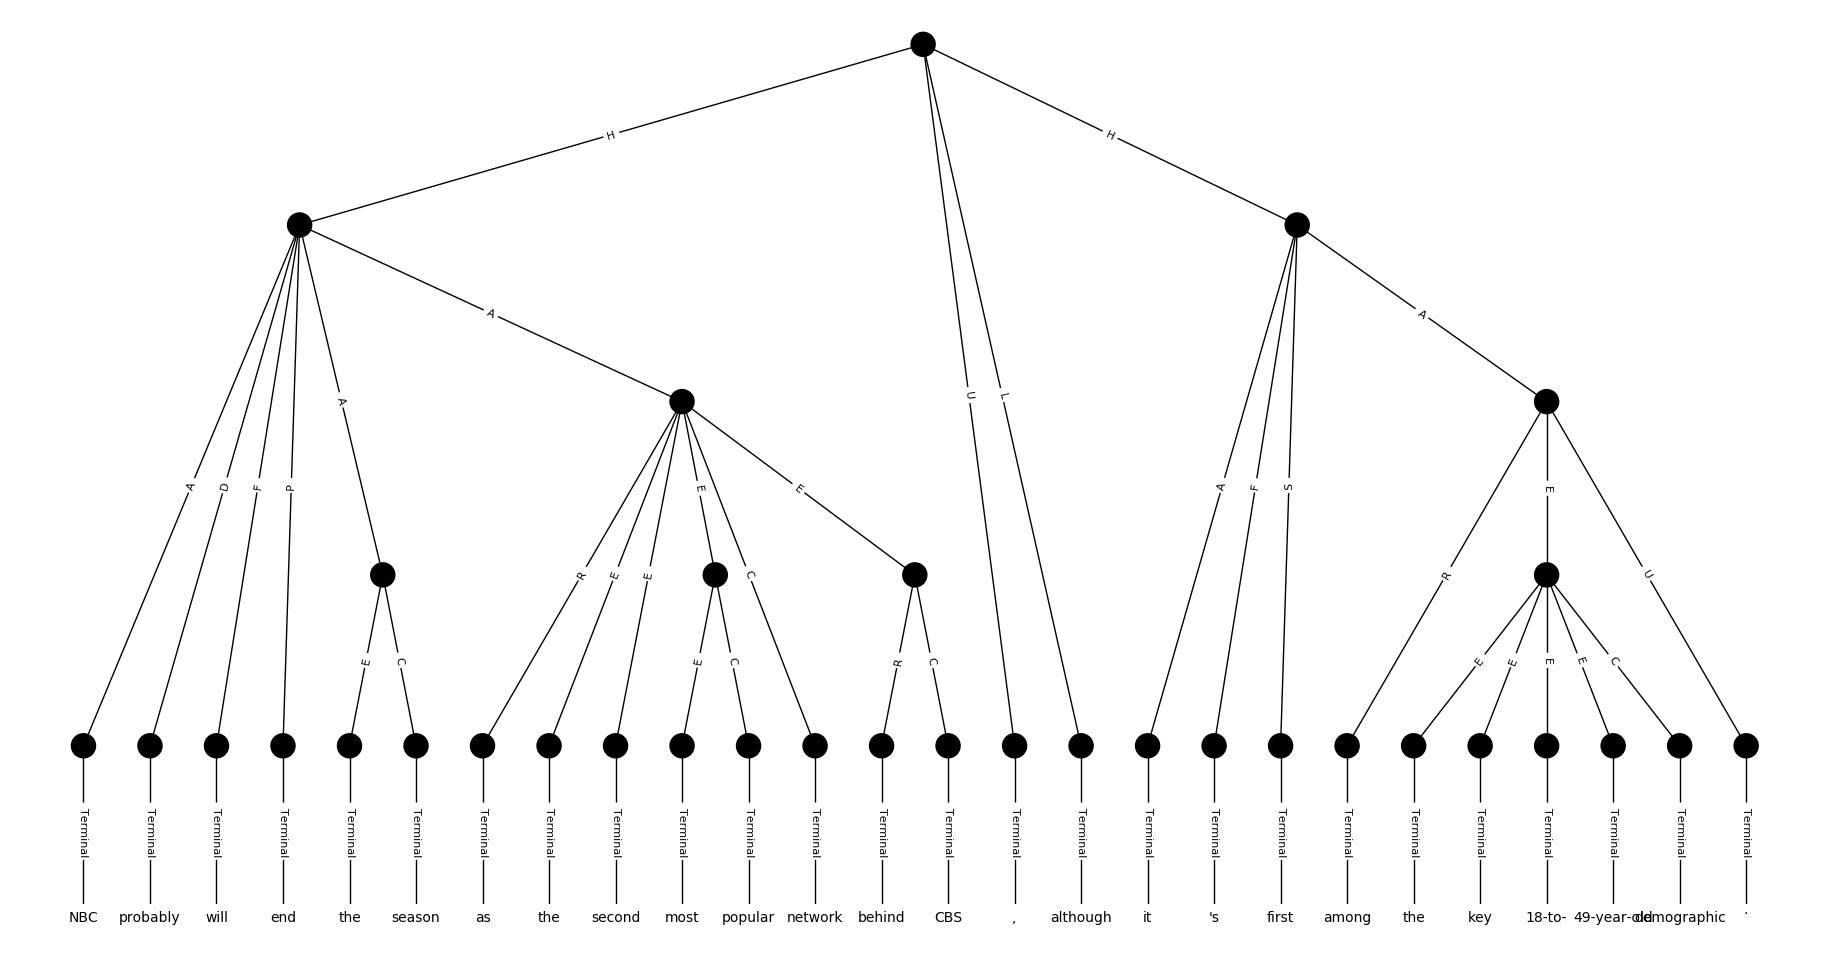 H H
A
A
A
U L
A D F P
E E
A F S
E
R E E C
R U
E C
E C
R C
E E E E C
Terminal Terminal Terminal Terminal Terminal Terminal Terminal Terminal Terminal Terminal Terminal Terminal Terminal Terminal Terminal Terminal Terminal Terminal Terminal Terminal Terminal Terminal Terminal Terminal Terminal Terminal
NBC probably will end the season as the second most popular network behind CBS , although it 's first among the key 18-to- 49-year-old demographic .